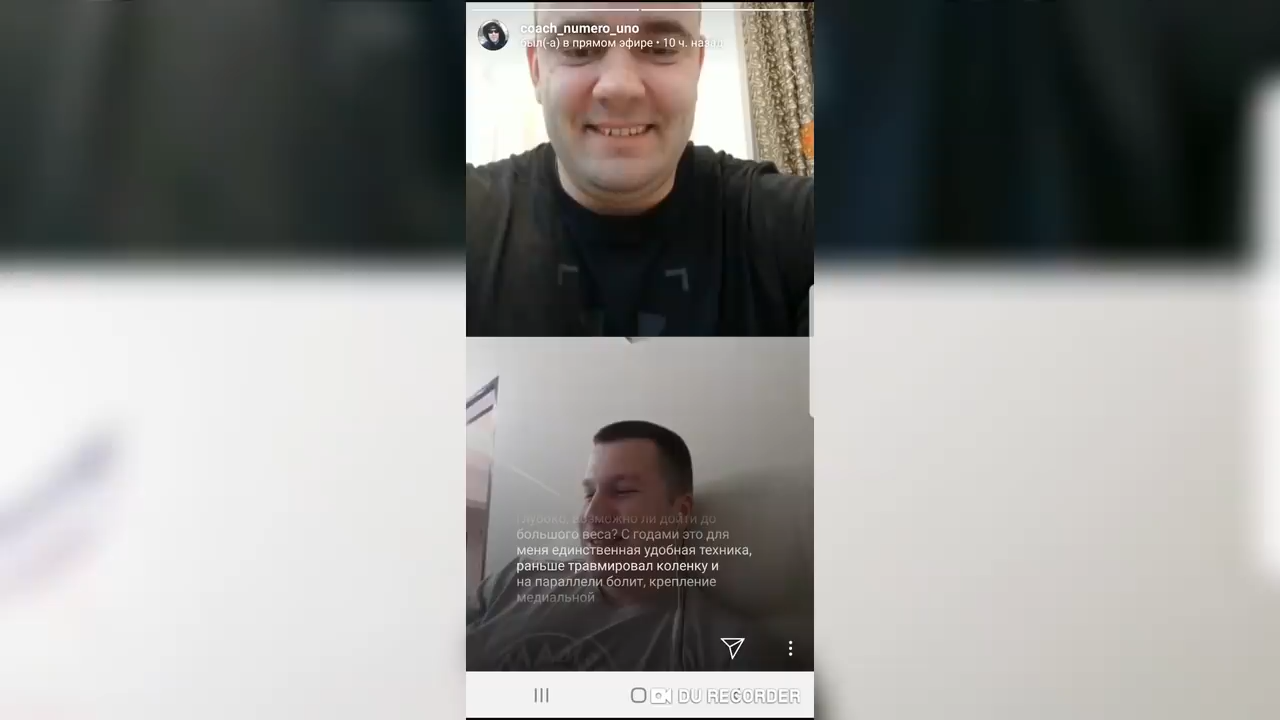 coach_numero_uno
был(-а) в прямом эфире • 10 ч. назад
Глубоко, возможно ли дойти до
большого веса? С годами это для
меня единственная удобная техника,
раньше травмировал коленку и
на параллели болит, крепление
медиальной
DU RECORDER